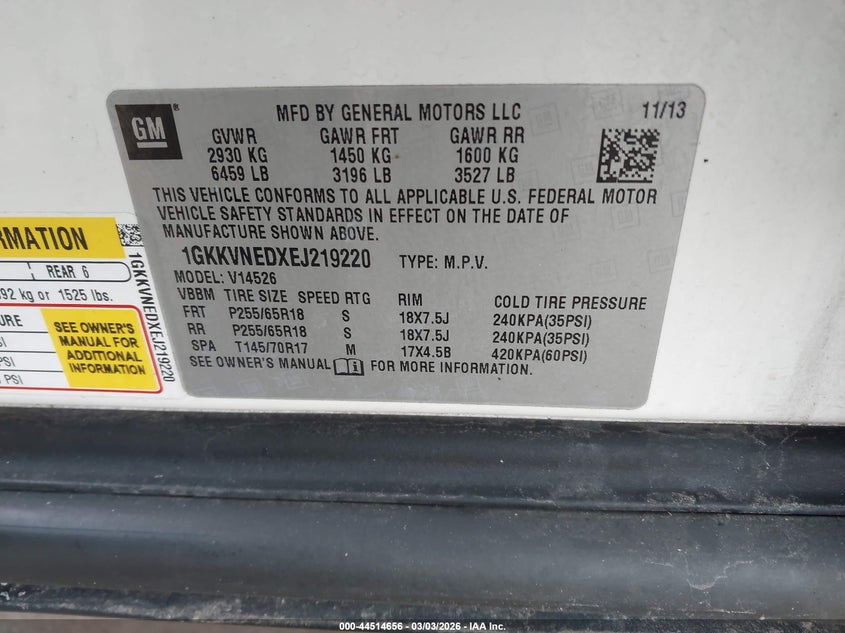 GM ®
MFD BY GENERAL MOTORS LLC 11/13
GVWR GAWR FRT GAWR RR
2930 KG 1450 KG 1600 KG
6459 LB 3196 LB 3527 LB
THIS VEHICLE CONFORMS TO ALL APPLICABLE U.S. FEDERAL MOTOR
VEHICLE SAFETY STANDARDS IN EFFECT ON THE DATE OF
MANUFACTURE SHOWN ABOVE.
1GKKVNEDXEJ219220 TYPE: M.P.V.
MODEL: V14526
VBBM TIRE SIZE SPEED RTG RIM COLD TIRE PRESSURE
FRT P255/65R18 S 18X7.5J 240KPA(35PSI)
RR P255/65R18 S 18X7.5J 240KPA(35PSI)
SPA T145/70R17 M 17X4.5B 420KPA(60PSI)
SEE OWNER'S MANUAL i FOR MORE INFORMATION.
RMATION
REAR 6
92 kg or 1525 lbs.
URE
SI
PSI
PSI
SEE OWNER'S
MANUAL FOR
ADDITIONAL
INFORMATION
1GKKVNEDXEJ219220
000-44514656 - 03/03/2026 - IAA Inc.